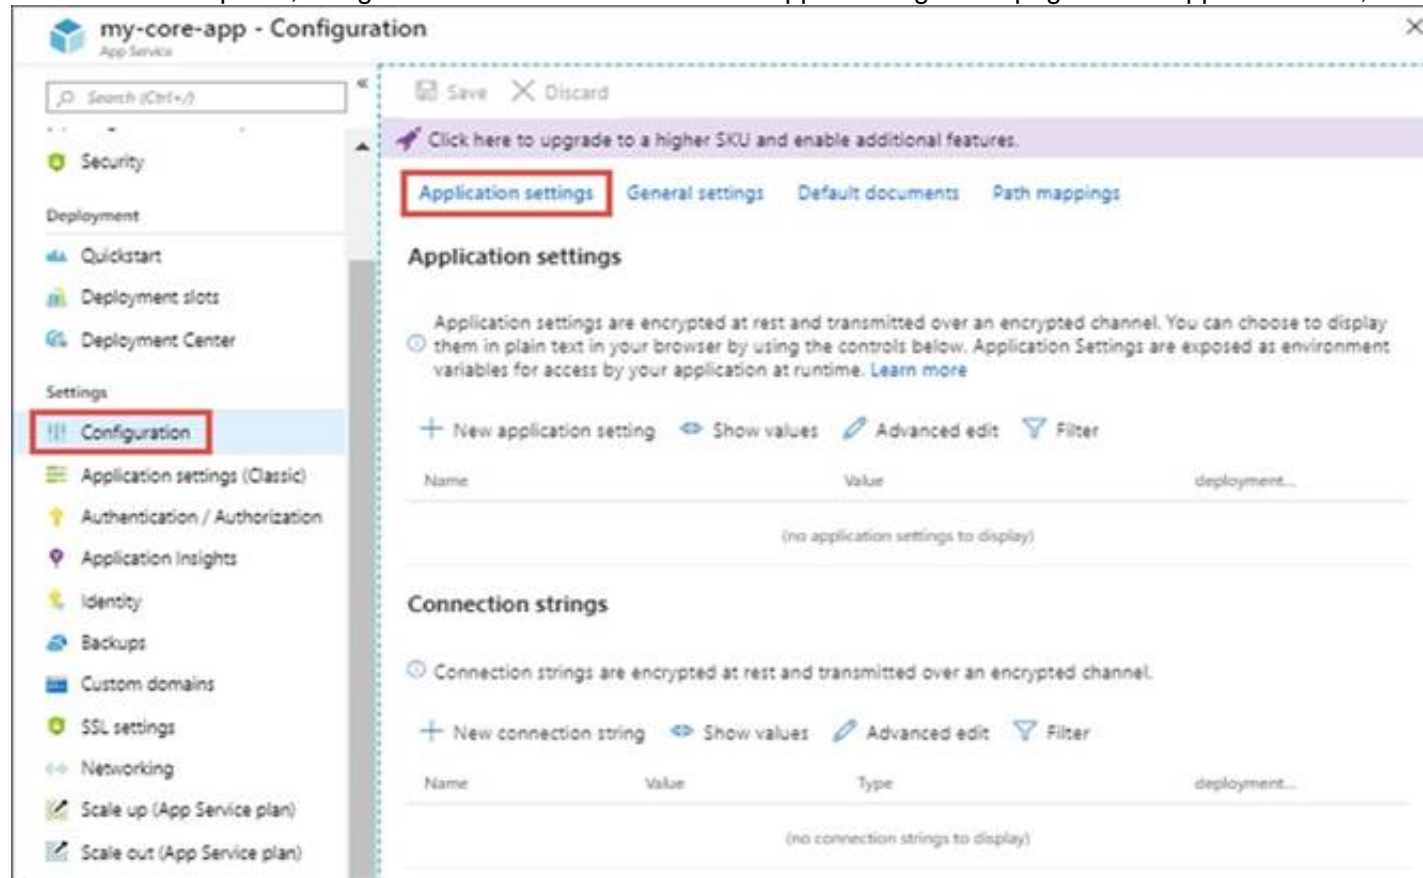 my-core-app - Configuration
App Service
Search (Ctrl+/)
Security
Deployment
Quickstart
Deployment slots
Deployment Center
Settings
Configuration
Application settings (Classic)
Authentication / Authorization
Application Insights
Identity
Backups
Custom domains
SSL settings
Networking
Scale up (App Service plan)
Scale out (App Service plan)
Save Discard
Click here to upgrade to a higher SKU and enable additional features.
Application settings General settings Default documents Path mappings
Application settings
Application settings are encrypted at rest and transmitted over an encrypted channel. You can choose to display
them in plain text in your browser by using the controls below. Application Settings are exposed as environment
variables for access by your application at runtime. Learn more
New application setting Show values Advanced edit Filter
Name Value deployment...
(no application settings to display)
Connection strings
Connection strings are encrypted at rest and transmitted over an encrypted channel.
New connection string Show values Advanced edit Filter
Name Value Type deployment...
(no connection strings to display)